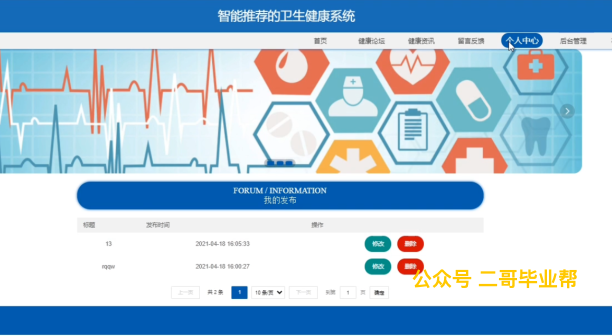 智能推荐的卫生健康系统
首页 健康论坛 健康资讯 留言反馈 个人中心 后台管理
FORUM / INFORMATION
我的发布
标题 发布时间 操作
13 2021-04-18 16:05:33 修改 删除
rqqw 2021-04-18 16:00:27 修改 删除
公众号 二哥毕业帮
上一页 共 2 条 1 10 条/页 下一页 到第 1 页 确定